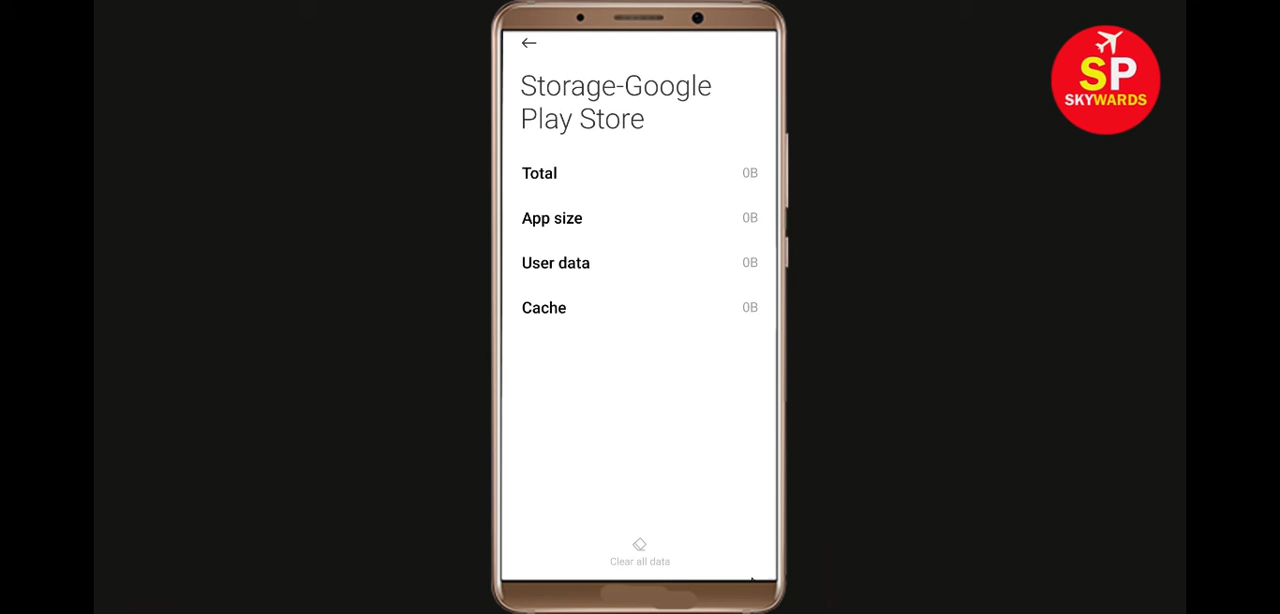 Storage-Google
Play Store
Total 0B
App size 0B
User data 0B
Cache 0B
Clear all data
SP
SKYWARDS